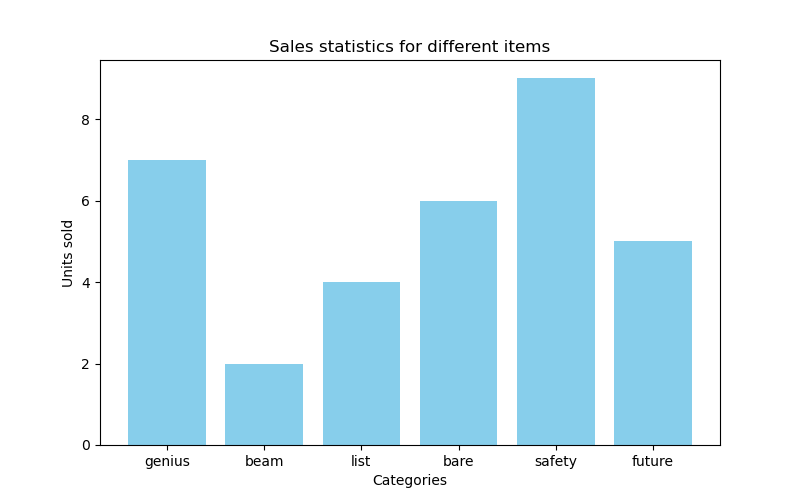 Sales statistics for different items
Units sold
8
6
4
2
0
genius beam list bare safety future
Categories